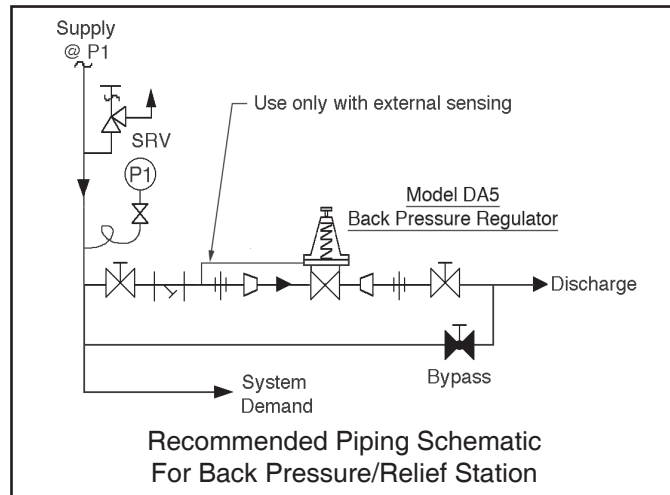 Supply
@ P1
Use only with external sensing
SRV
P1
Model DA5
Back Pressure Regulator
Discharge
Bypass
System
Demand
Recommended Piping Schematic
For Back Pressure/Relief Station